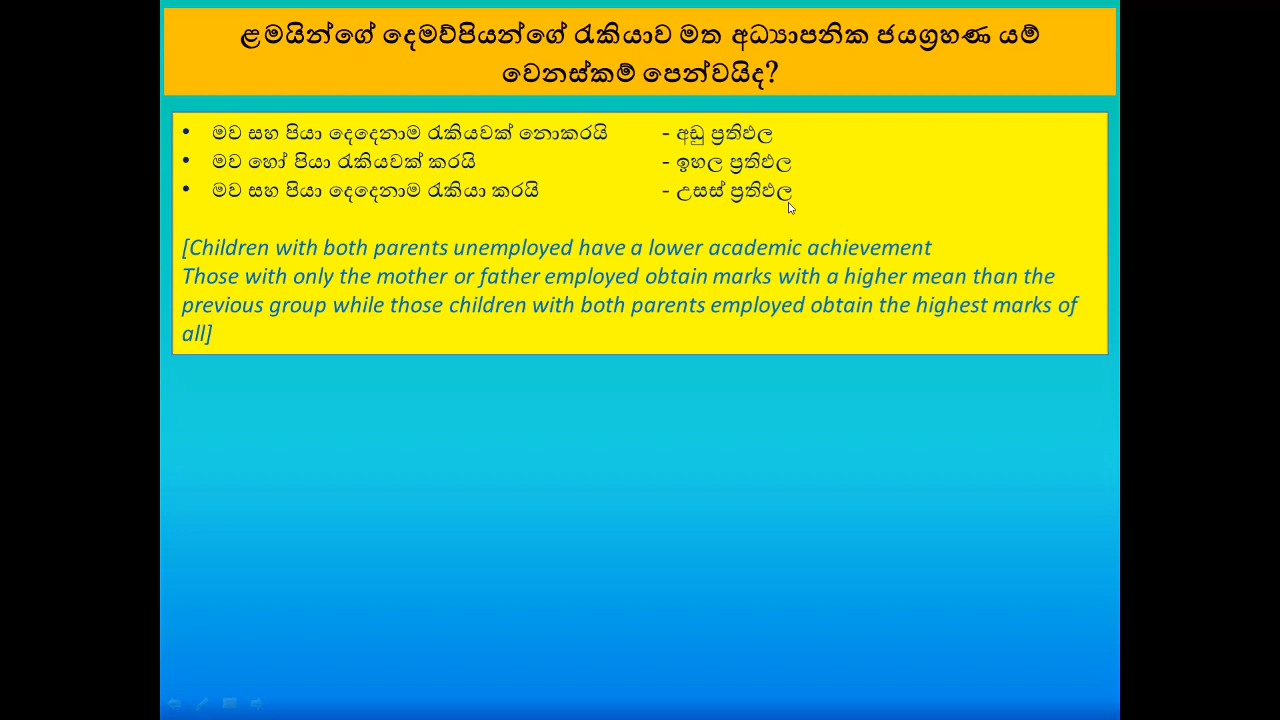 ළමයින්ගේ දෙමව්පියන්ගේ රැකියාව මත අධ්‍යාපනික ජයග්‍රහණ යම්
වෙනස්කම් පෙන්වයිද?
• මව සහ පියා දෙදෙනාම රැකියවක් නොකරයි - අඩු ප්‍රතිඵල
• මව හෝ පියා රැකියවක් කරයි - ඉහල ප්‍රතිඵල
• මව සහ පියා දෙදෙනාම රැකියා කරයි - උසස් ප්‍රතිඵල
[Children with both parents unemployed have a lower academic achievement
Those with only the mother or father employed obtain marks with a higher mean than the
previous group while those children with both parents employed obtain the highest marks of
all]